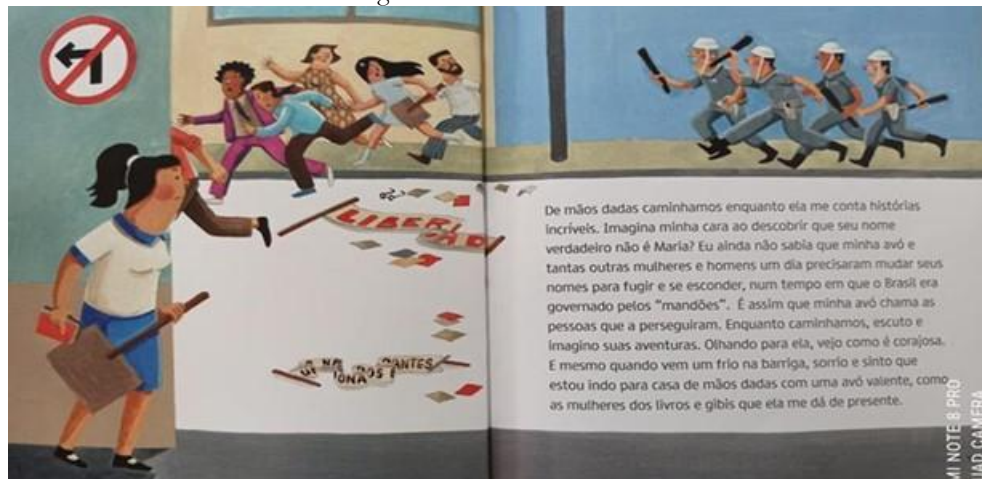 LIBERDAD
De mãos dadas caminhamos enquanto ela me conta histórias
incríveis. Imagina minha cara ao descobrir que seu nome
verdadeiro não é Maria? Eu ainda não sabia que minha avó e
tantas outras mulheres e homens um dia precisaram mudar seus
nomes para fugir e se esconder, num tempo em que o Brasil era
governado pelos "mandões". É assim que minha avó chama as
pessoas que a perseguiram. Enquanto caminhamos, escuto e
imagino suas aventuras. Olhando para ela, vejo como é corajosa.
E mesmo quando vem um frio na barriga, sorrio e sinto que
estou indo para casa de mãos dadas com uma avó valente, como
as mulheres dos livros e gibis que ela me dá de presente.
MI NOTE 8 PRO